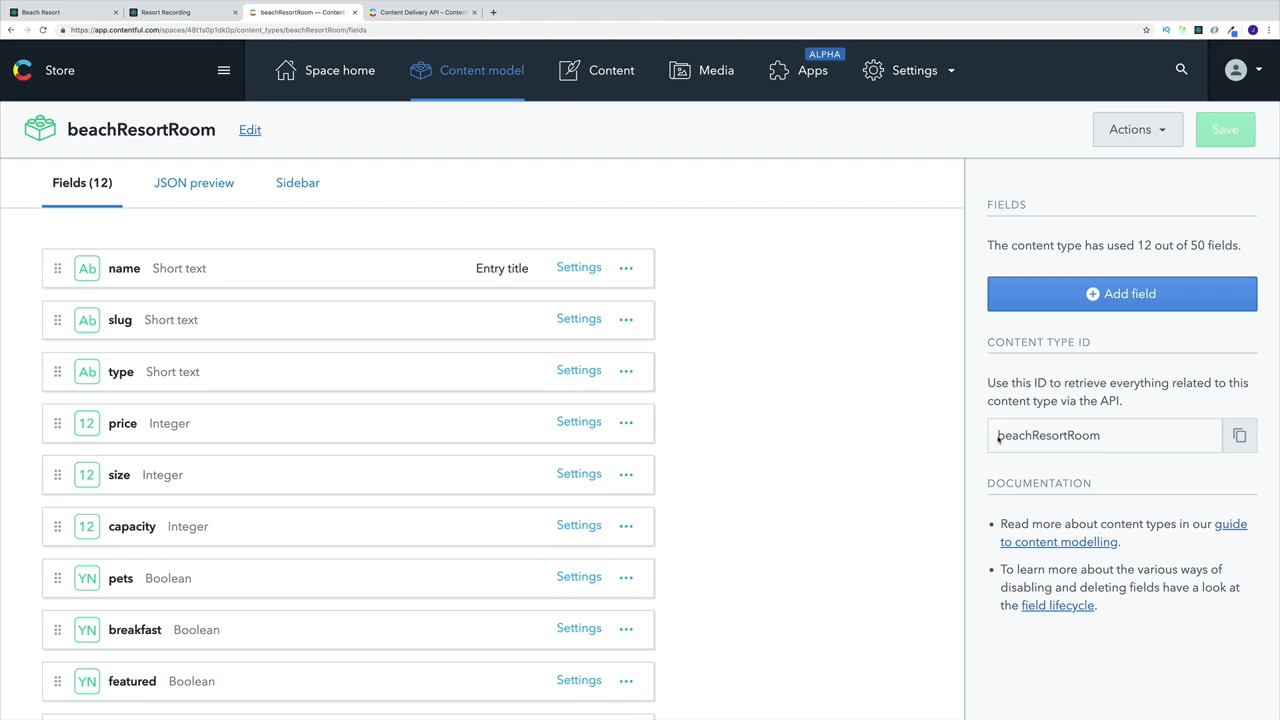 Beach Resort
Resort Recording
beachResortRoom — Content
Content Delivery API – Conten
https://app.contentful.com/spaces/48t1s0p1dk0p/content_types/beachResortRoom/fields
Store
Space home
Content model
Content
Media
Apps
ALPHA
Settings
beachResortRoom
Edit
Actions
Save
Fields (12)
JSON preview
Sidebar
Ab name Short text Entry title Settings
Ab slug Short text Settings
Ab type Short text Settings
12 price Integer Settings
12 size Integer Settings
12 capacity Integer Settings
YN pets Boolean Settings
YN breakfast Boolean Settings
YN featured Boolean Settings
FIELDS
The content type has used 12 out of 50 fields.
Add field
CONTENT TYPE ID
Use this ID to retrieve everything related to this
content type via the API.
beachResortRoom
DOCUMENTATION
Read more about content types in our guide
to content modelling.
To learn more about the various ways of
disabling and deleting fields have a look at
the field lifecycle.